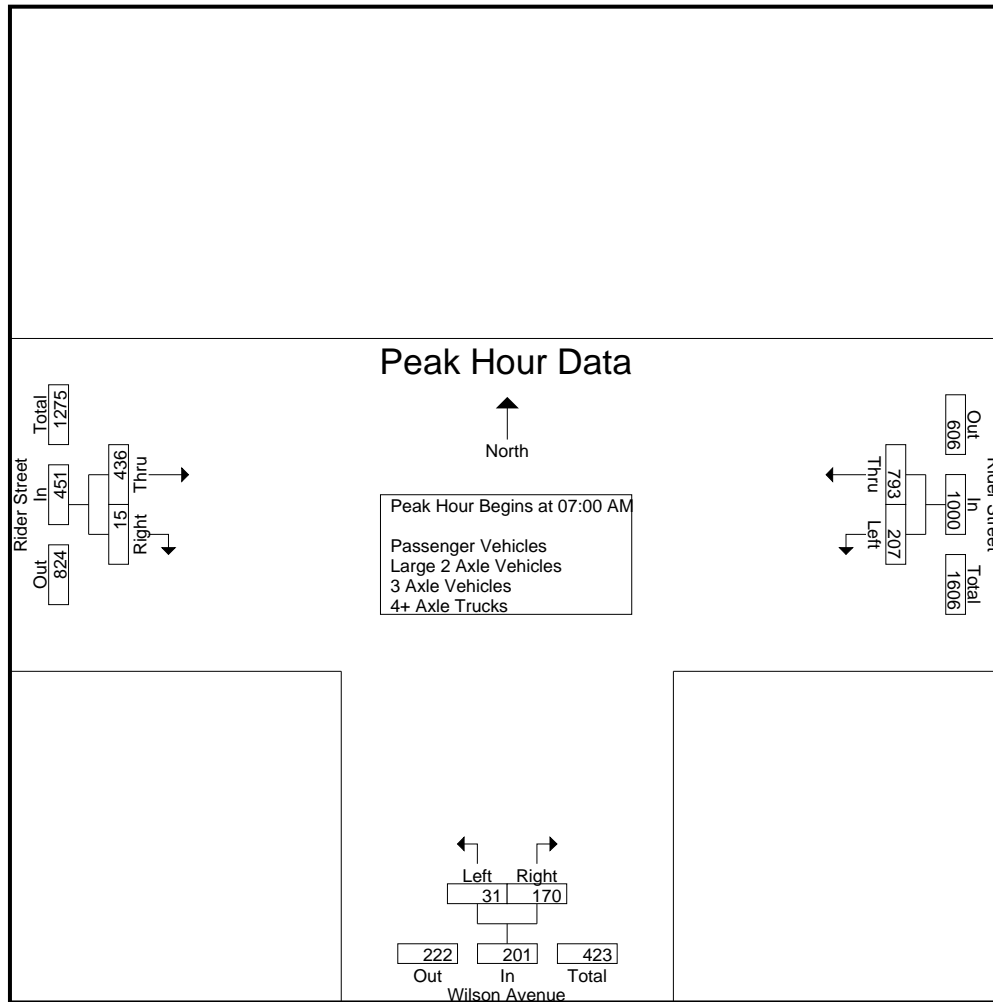 Peak Hour Data
North
Peak Hour Begins at 07:00 AM
Passenger Vehicles
Large 2 Axle Vehicles
3 Axle Vehicles
4+ Axle Trucks
Rider Street
Out In Total
824 451 1275
Right Thru
15 436
Rider Street
Out In Total
606 1000 1606
Thru Left
793 207
Left Right
31 170
222 201 423
Out In Total
Wilson Avenue